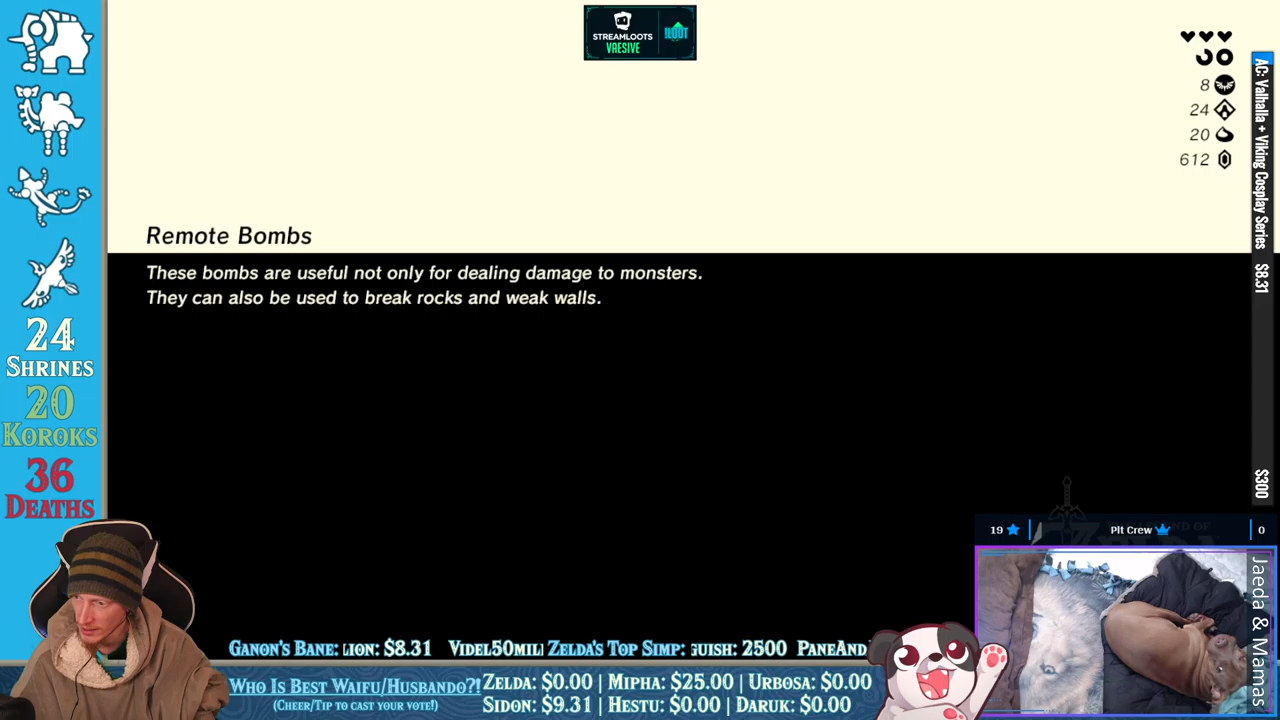 STREAMLOOTS
VAESIVE
!LOOT
8
24
20
612
AC: Valhalla + Viking Cosplay Series $8.31
$300
Remote Bombs
These bombs are useful not only for dealing damage to monsters.
They can also be used to break rocks and weak walls.
24
Shrines
20
Koroks
36
Deaths
19
Pit Crew
0
Jaeda & Mamas
Ganon's Bane: lion: $8.31 Videl50mil Zelda's Top Simp: guish: 2500 PaneAnd
Who Is Best Waifu/Husbando?! Zelda: $0.00 | Mipha: $25.00 | Urbosa: $0.00
(Cheer/Tip to cast your vote!) Sidon: $9.31 | Hestu: $0.00 | Daruk: $0.00